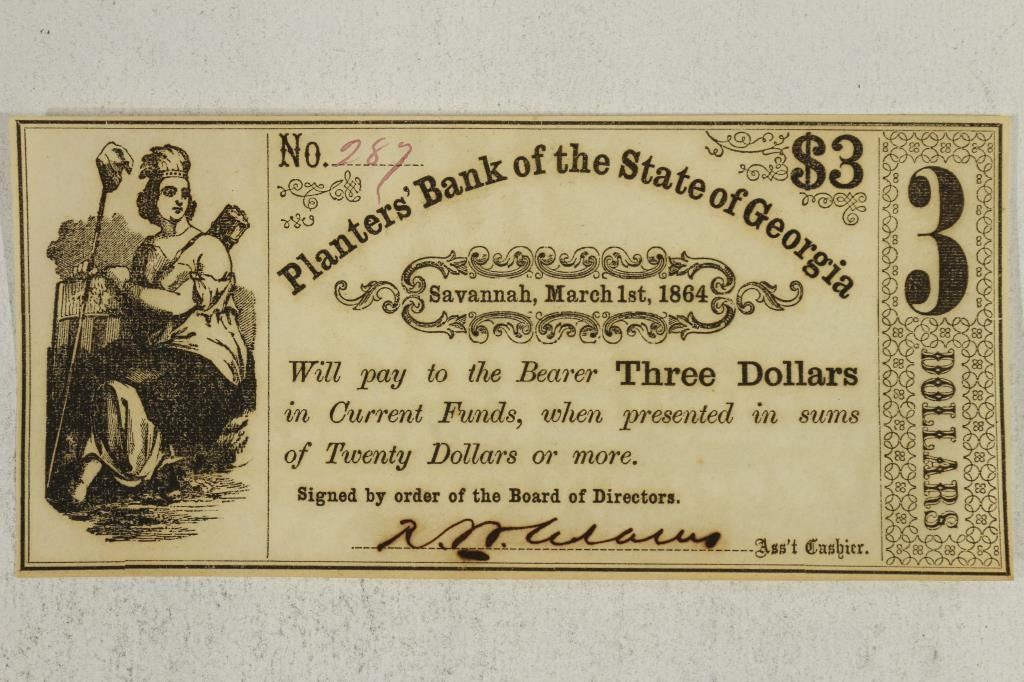 No. 287
$3
Planters' Bank of the State of Georgia
Savannah, March 1st, 1864
Will pay to the Bearer Three Dollars
in Current Funds, when presented in sums
of Twenty Dollars or more.
Signed by order of the Board of Directors.
R. W. Adams
Ass't Cashier.
3
DOLLARS